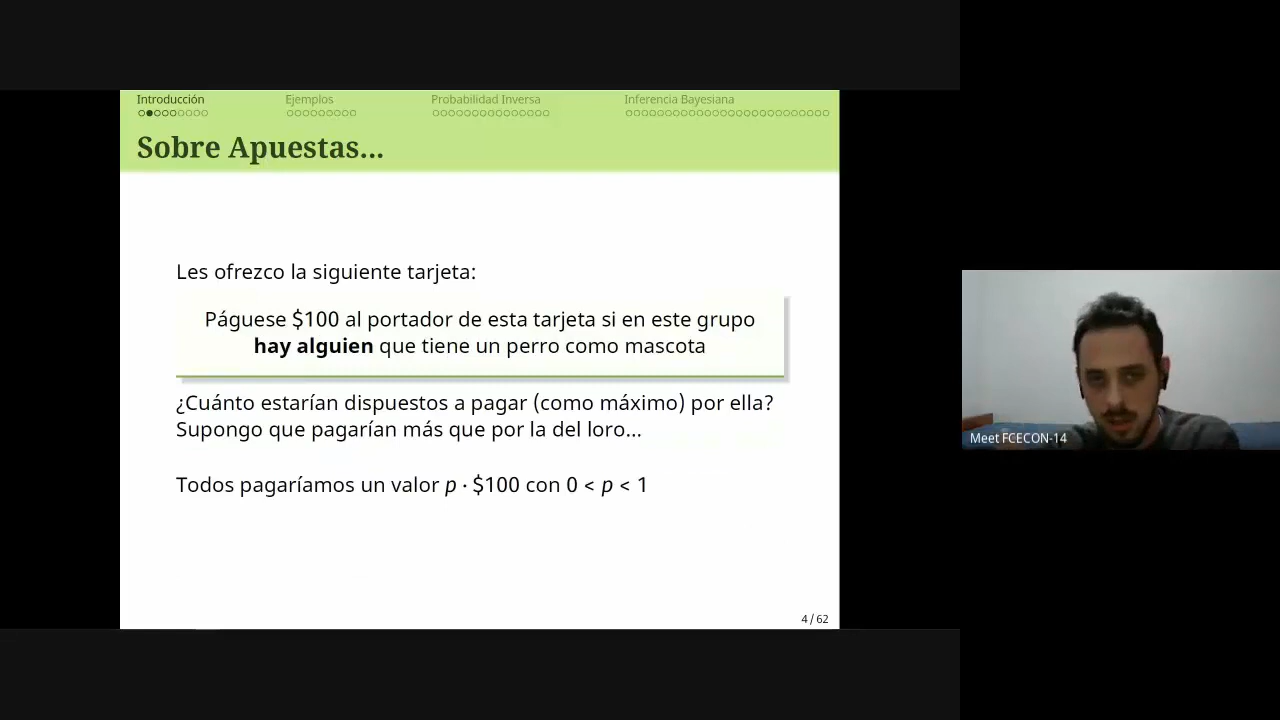 Introducción Ejemplos Probabilidad Inversa Inferencia Bayesiana
Sobre Apuestas...
Les ofrezco la siguiente tarjeta:
Páguese $100 al portador de esta tarjeta si en este grupo
hay alguien que tiene un perro como mascota
¿Cuánto estarían dispuestos a pagar (como máximo) por ella?
Supongo que pagarían más que por la del loro...
Todos pagaríamos un valor p · $100 con 0 < p < 1
4 / 62
Meet FCECON-14